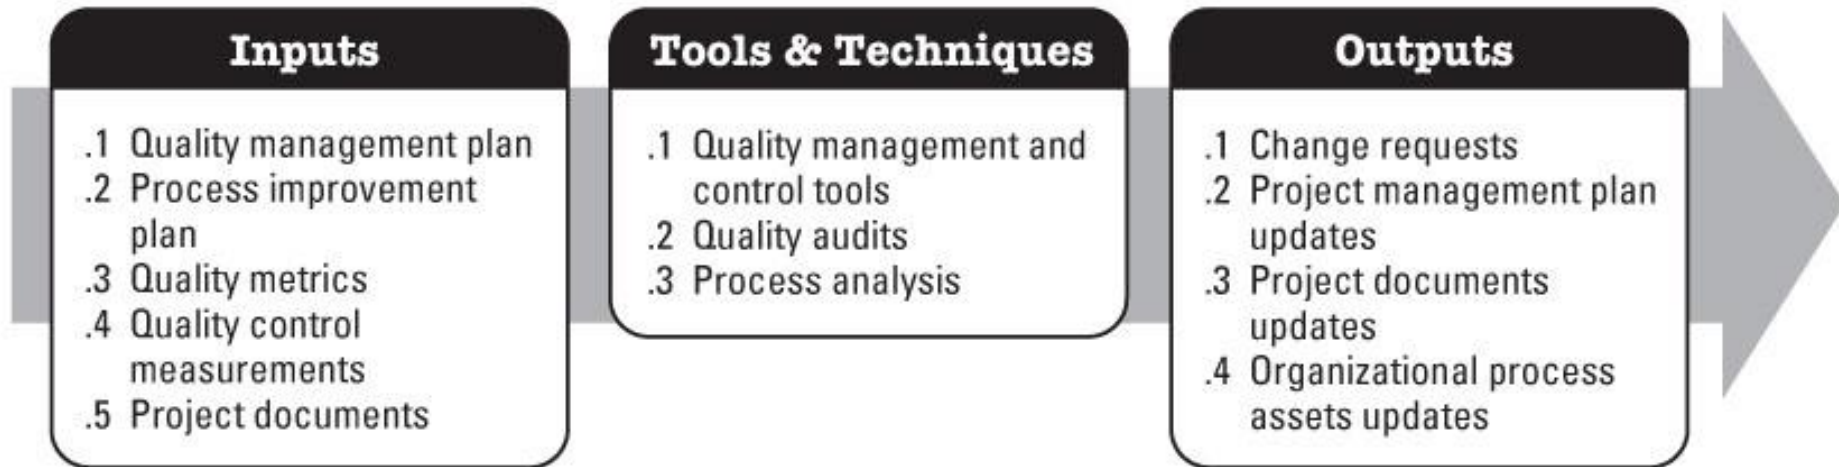 Inputs
.1 Quality management plan
.2 Process improvement
plan
.3 Quality metrics
.4 Quality control
measurements
.5 Project documents
Tools & Techniques
.1 Quality management and
control tools
.2 Quality audits
.3 Process analysis
Outputs
.1 Change requests
.2 Project management plan
updates
.3 Project documents
updates
.4 Organizational process
assets updates